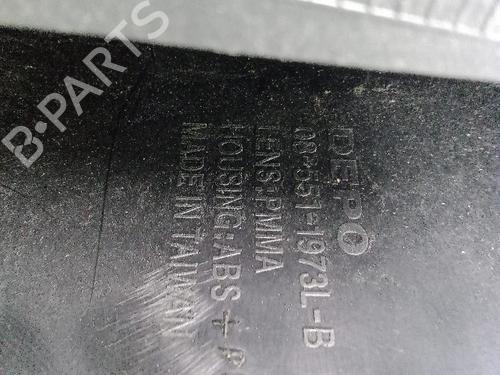 B-PARTS
DEPO
08-551-1973L-B
LENS:PMMA
HOUSING:ABS + P
MADE IN TAIWAN